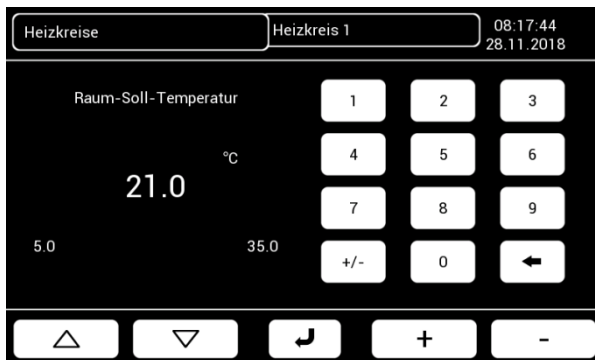 Heizkreise
Heizkreis 1
08:17:44
28.11.2018
Raum-Soll-Temperatur
°C
21.0
5.0 35.0
1 2 3
4 5 6
7 8 9
+/- 0
+ -